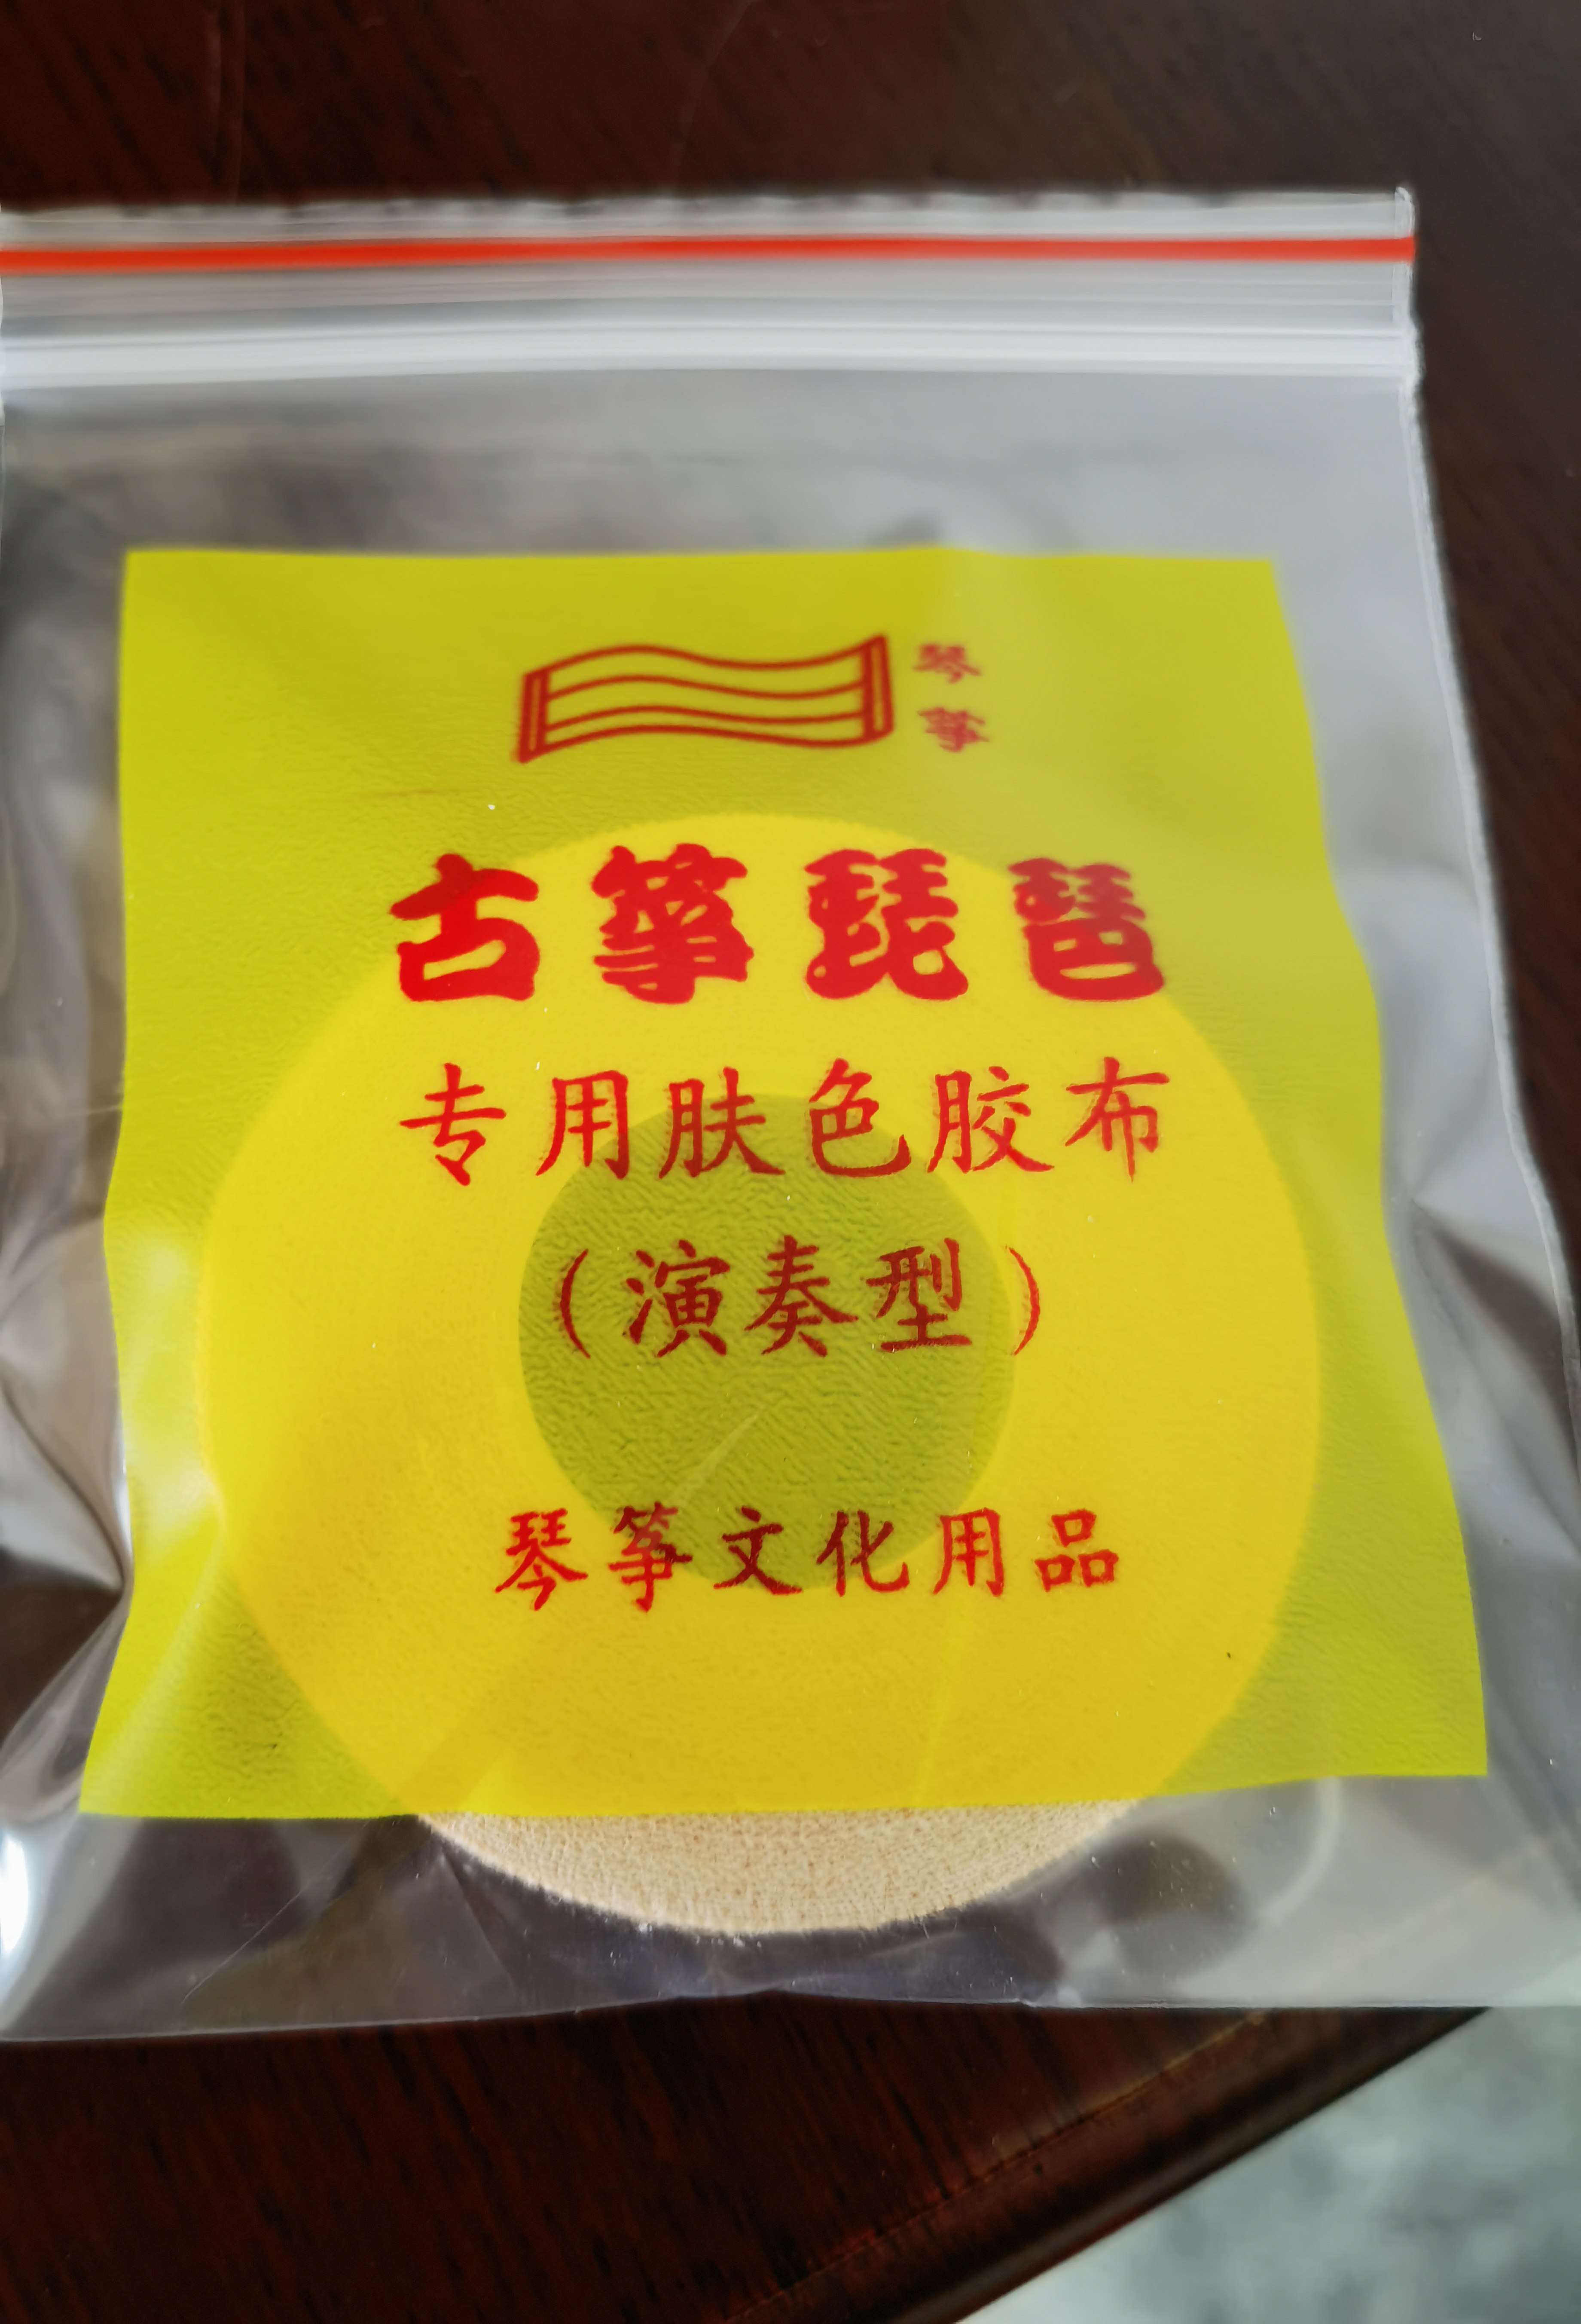 琴
筝
古筝琵琶
专用肤色胶布
（演奏型）
琴筝文化用品